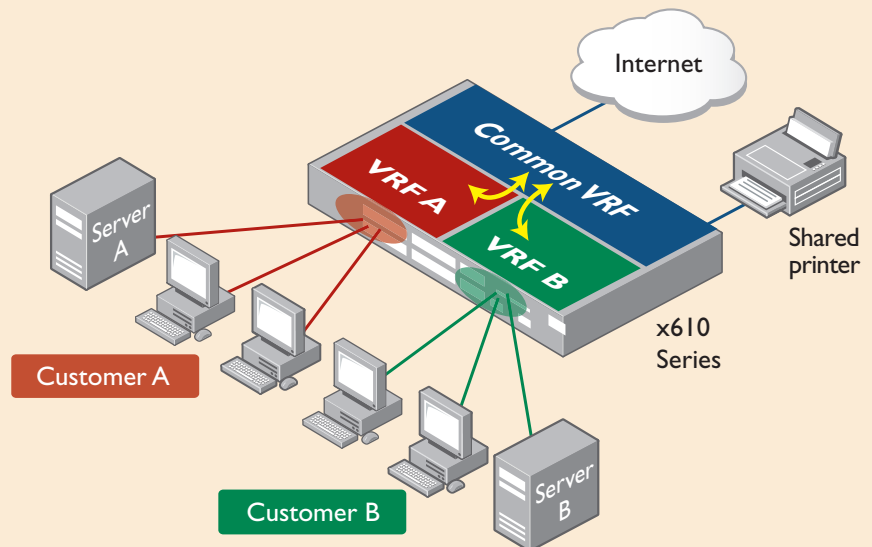 Internet
Common VRF
VRF A
VRF B
Server
A
Shared
printer
x610
Series
Customer A
Customer B
Server
B